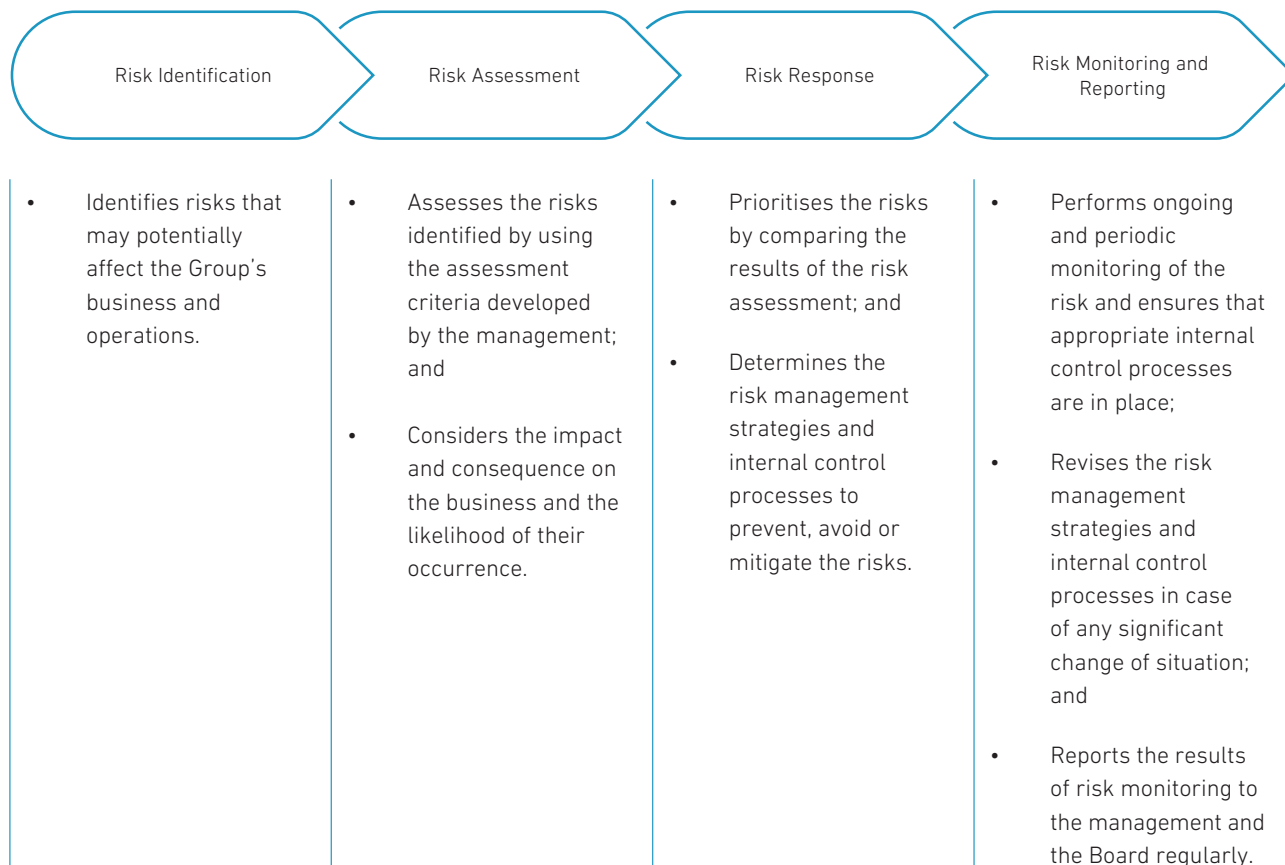 Risk Identification
Risk Assessment
Risk Response
Risk Monitoring and
Reporting
• Identifies risks that
may potentially
affect the Group’s
business and
operations.
• Assesses the risks
identified by using
the assessment
criteria developed
by the management;
and
• Considers the impact
and consequence on
the business and the
likelihood of their
occurrence.
• Prioritises the risks
by comparing the
results of the risk
assessment; and
• Determines the
risk management
strategies and
internal control
processes to
prevent, avoid or
mitigate the risks.
• Performs ongoing
and periodic
monitoring of the
risk and ensures that
appropriate internal
control processes
are in place;
• Revises the risk
management
strategies and
internal control
processes in case
of any significant
change of situation;
and
• Reports the results
of risk monitoring to
the management and
the Board regularly.